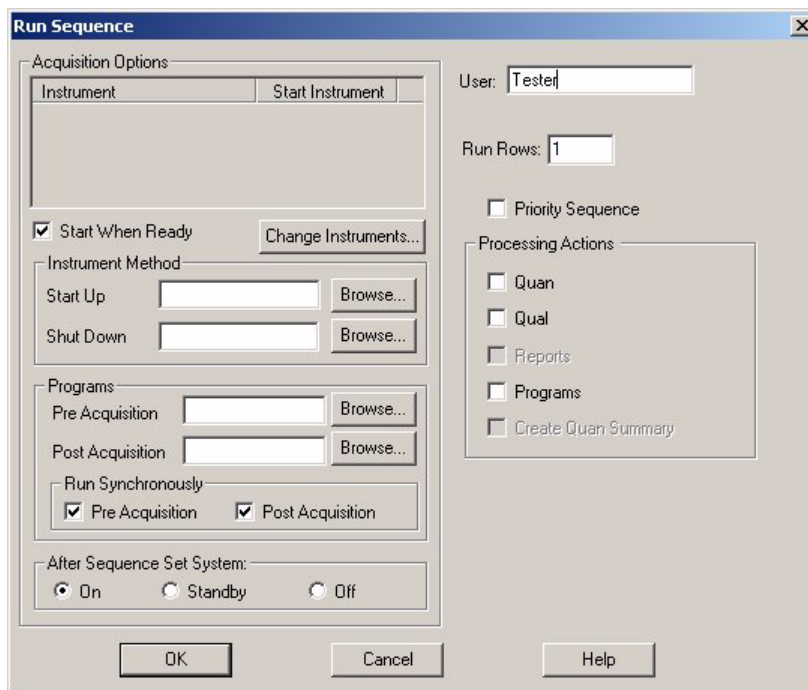 Run Sequence
Acquisition Options
Instrument Start Instrument
Start When Ready
Change Instruments...
Instrument Method
Start Up
Browse...
Shut Down
Browse...
Programs
Pre Acquisition
Browse...
Post Acquisition
Browse...
Run Synchronously
Pre Acquisition
Post Acquisition
After Sequence Set System:
On
Standby
Off
User: Tester
Run Rows: 1
Priority Sequence
Processing Actions
Quan
Qual
Reports
Programs
Create Quan Summary
OK
Cancel
Help